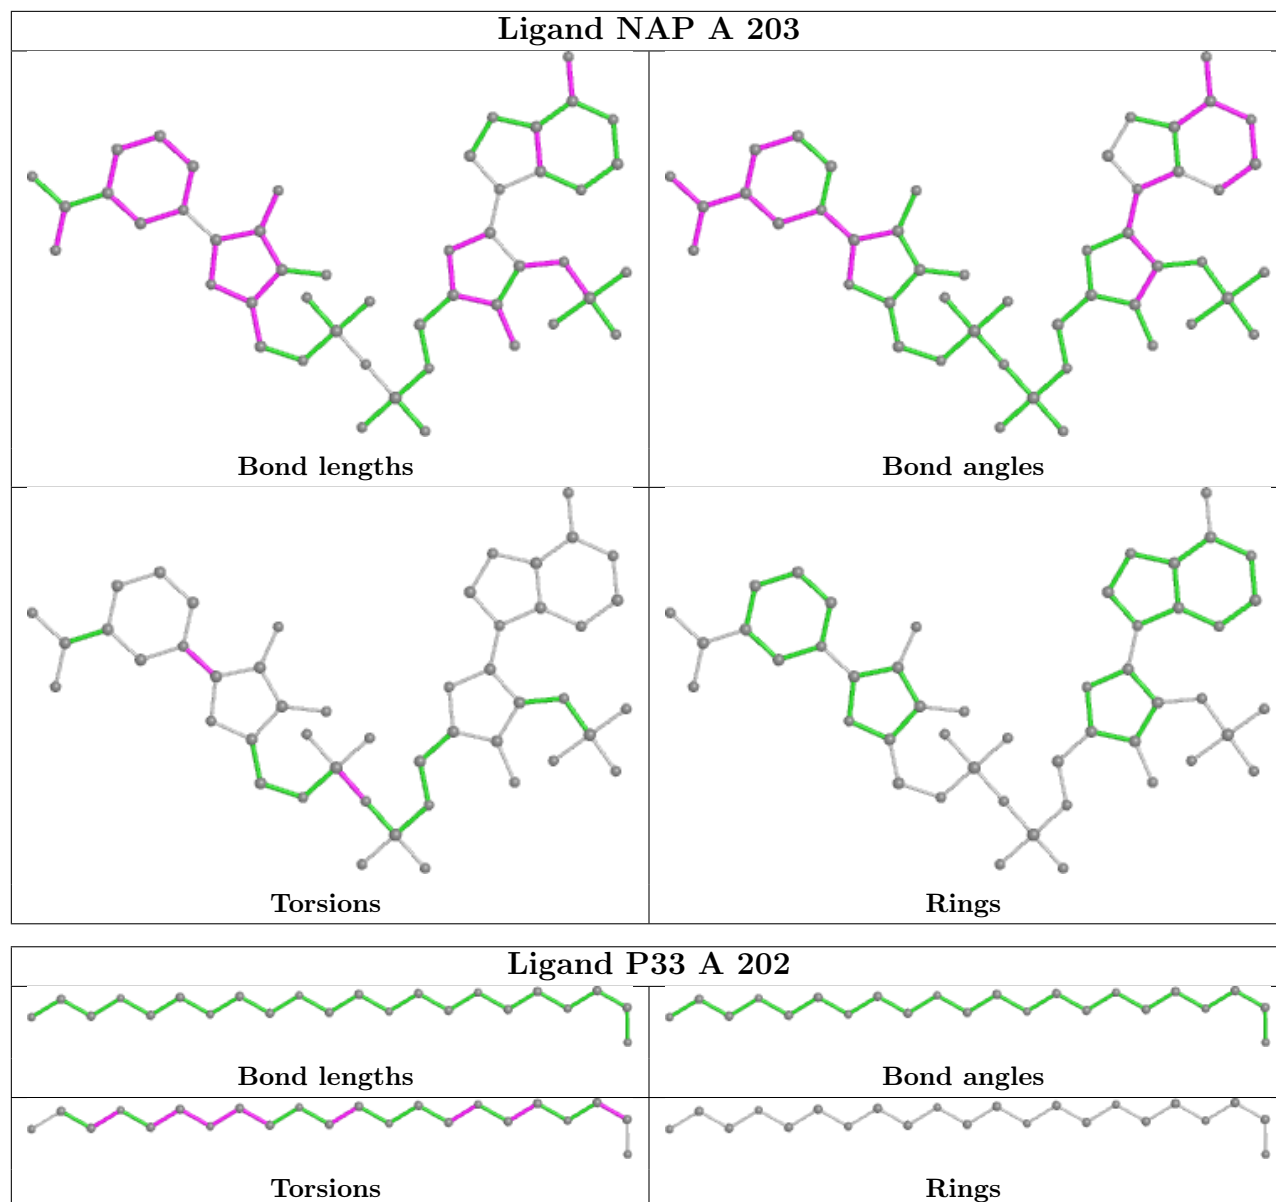 Ligand NAP A 203
Bond lengths
Bond angles
Torsions
Rings
Ligand P33 A 202
Bond lengths
Bond angles
Torsions
Rings